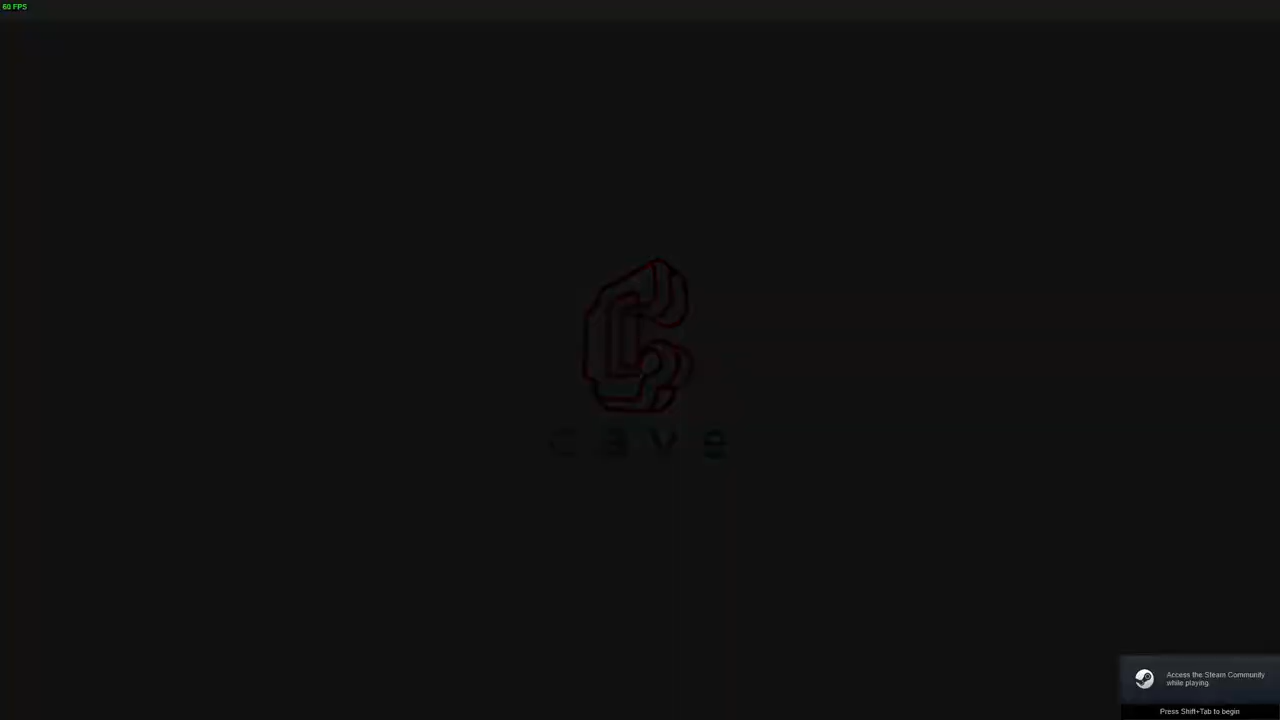 60 FPS
cave
Access the Steam Community
while playing.
Press Shift+Tab to begin